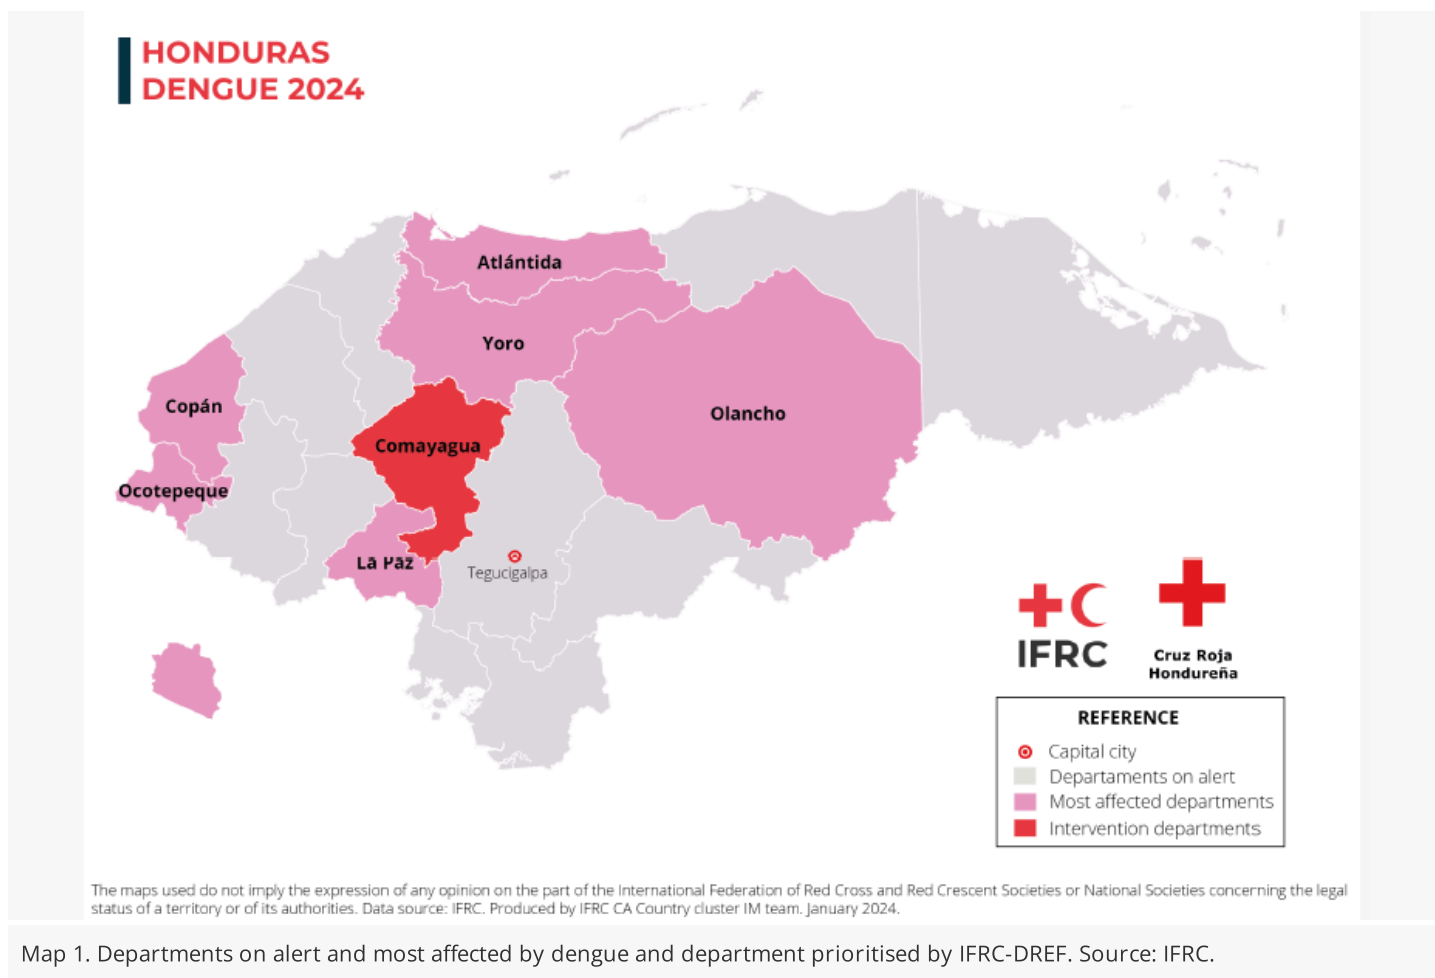 HONDURAS
DENGUE 2024
Atlántida
Yoro
Copán
Olancho
Comayagua
Ocotepeque
La Paz
Tegucigalpa
IFRC
Cruz Roja
Hondureña
REFERENCE
Capital city
Departaments on alert
Most affected departments
Intervention departments
The maps used do not imply the expression of any opinion on the part of the International Federation of Red Cross and Red Crescent Societies or National Societies concerning the legal
status of a territory or of its authorities. Data source: IFRC. Produced by IFRC CA Country cluster IM team. January 2024.
Map 1. Departments on alert and most affected by dengue and department prioritised by IFRC-DREF. Source: IFRC.